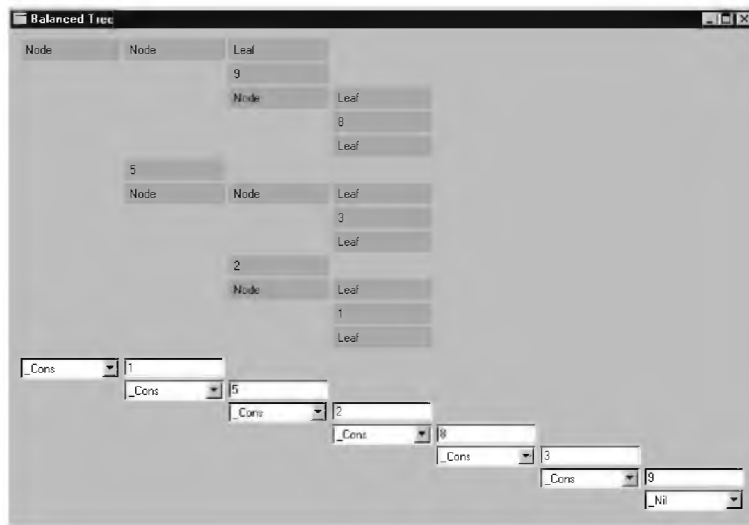 Balanced Tree
Node Node Leaf
9
Node Leaf
8
Leaf
5
Node Node Leaf
3
Leaf
2
Node Leaf
1
Leaf
_Cons 1
_Cons 5
_Cons 2
_Cons 8
_Cons 3
_Cons 9
_Nil